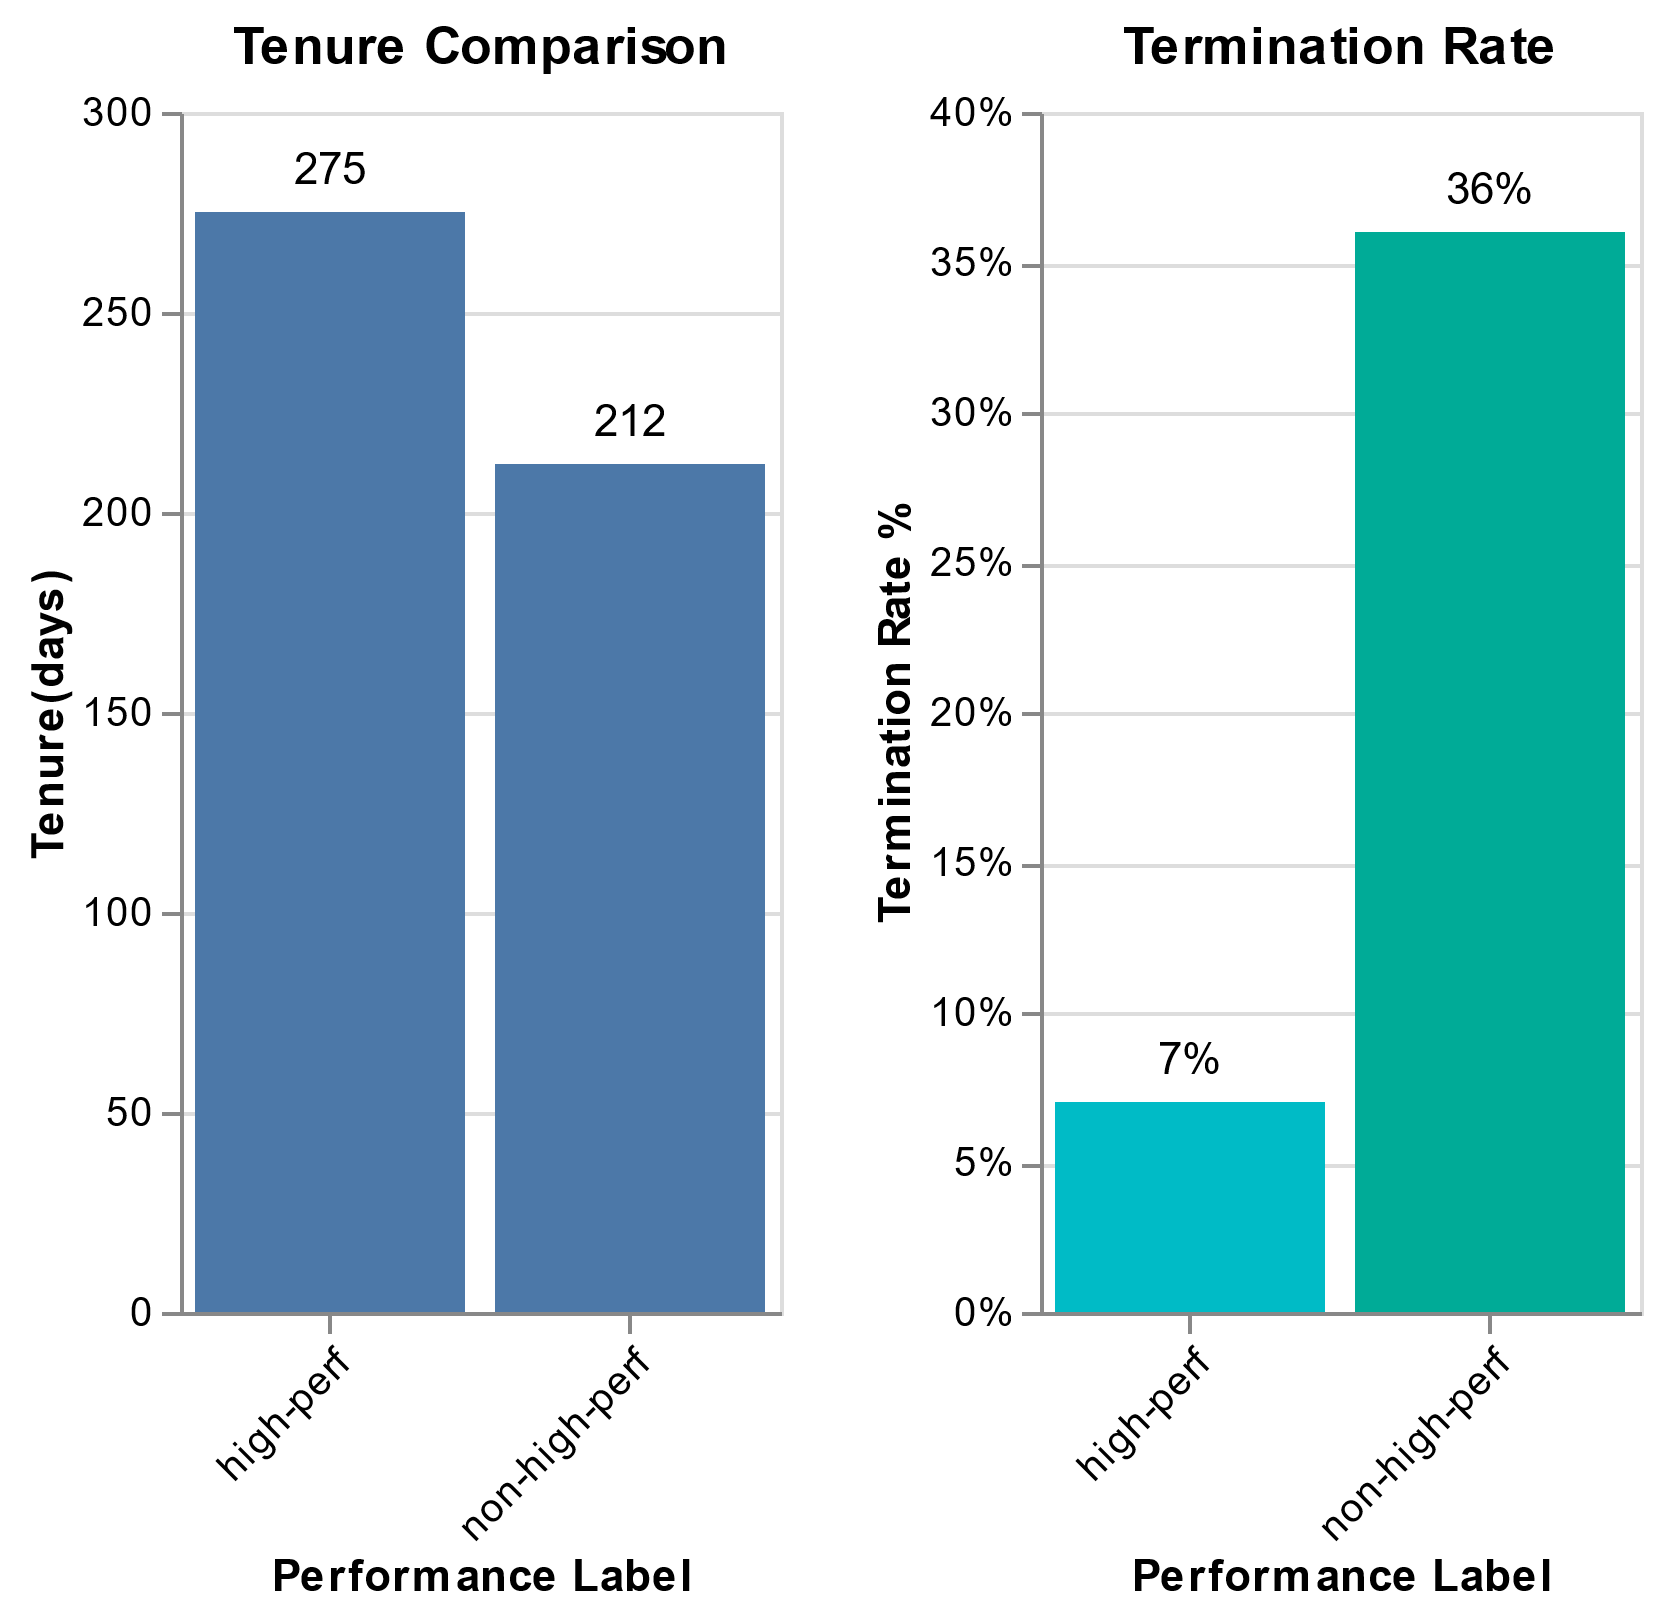 Tenure Comparison
300
250
200
150
100
50
0
Tenure(days)
275
212
high-perf
non-high-perf
Performance Label
Termination Rate
40%
35%
30%
25%
20%
15%
10%
5%
0%
Termination Rate %
7%
36%
high-perf
non-high-perf
Performance Label